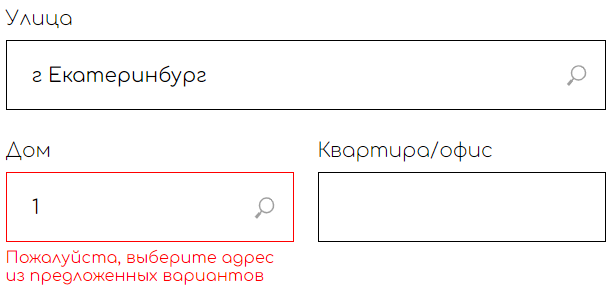 Улица
г Екатеринбург
Дом
Квартира/офис
1
Пожалуйста, выберите адрес
из предложенных вариантов